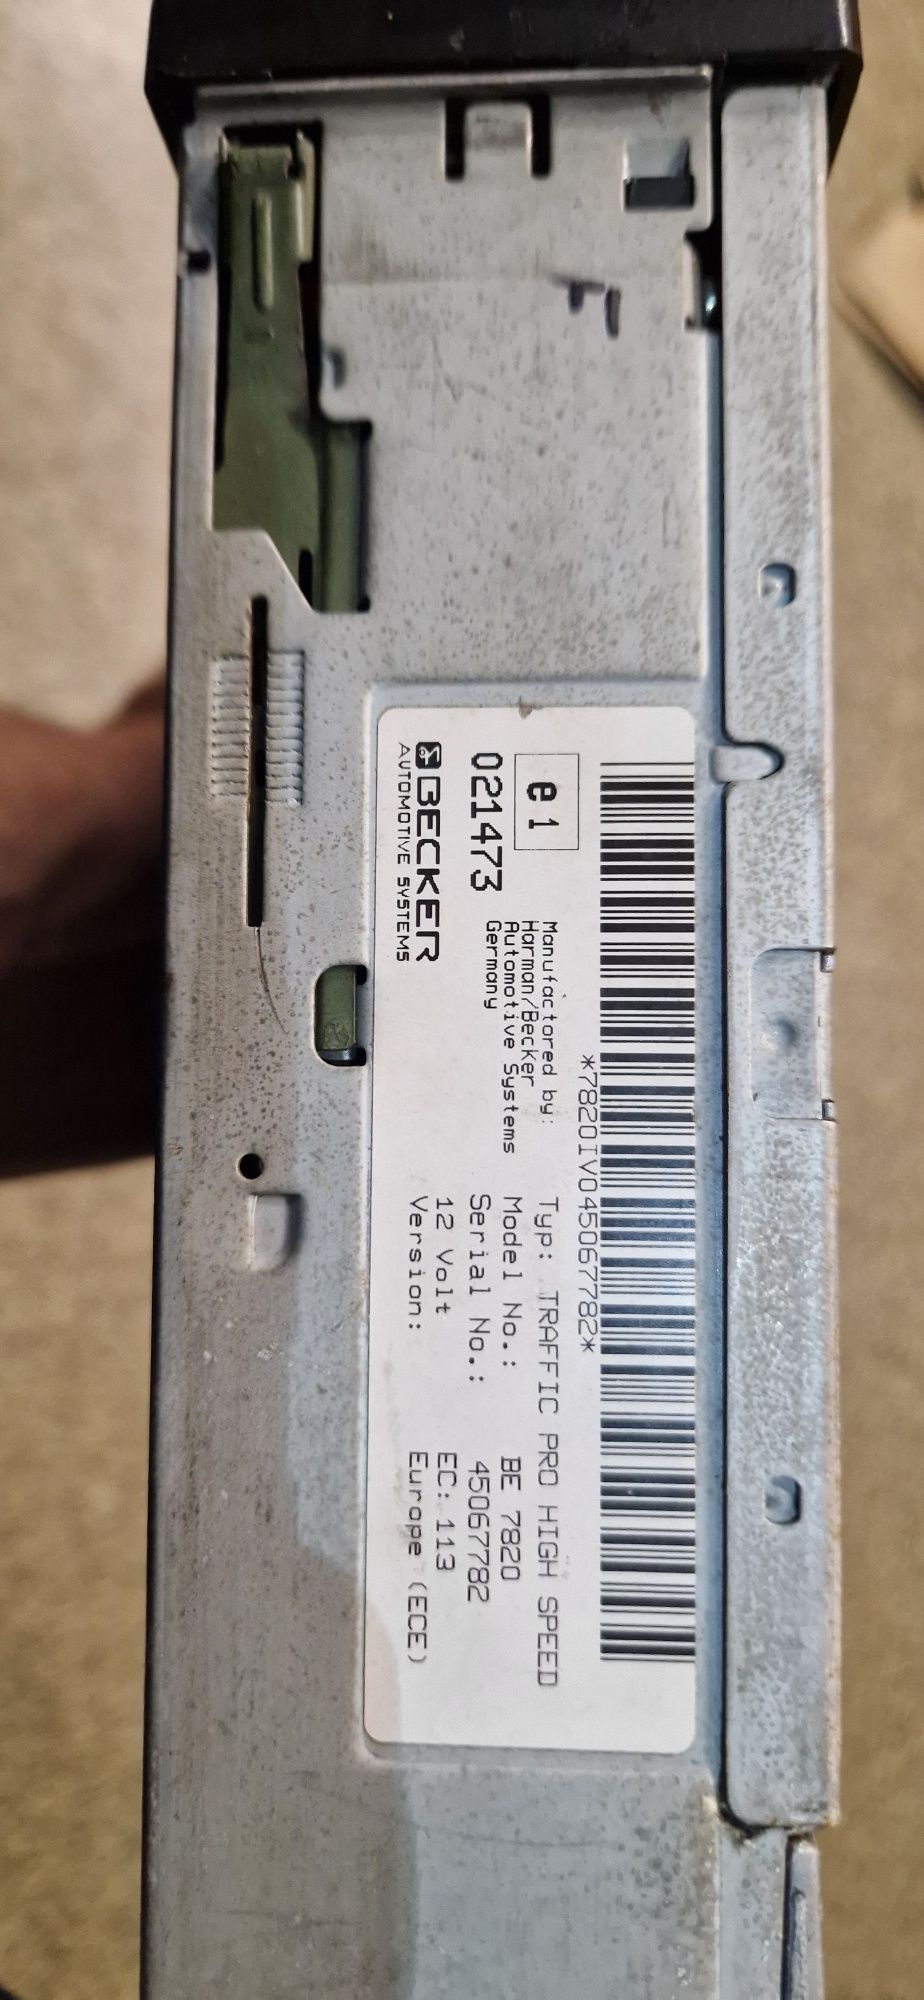 *7820IV045067782*
e 1
021473
BECKER
AUTOMOTIVE SYSTEMS
Manufactored by:
Harman/Becker
Automotive Systems
Germany
Typ: TRAFFIC PRO HIGH SPEED
Model No.: BE 7820
Serial No.: 45067782
12 Volt EC: 113
Version: Europe (ECE)